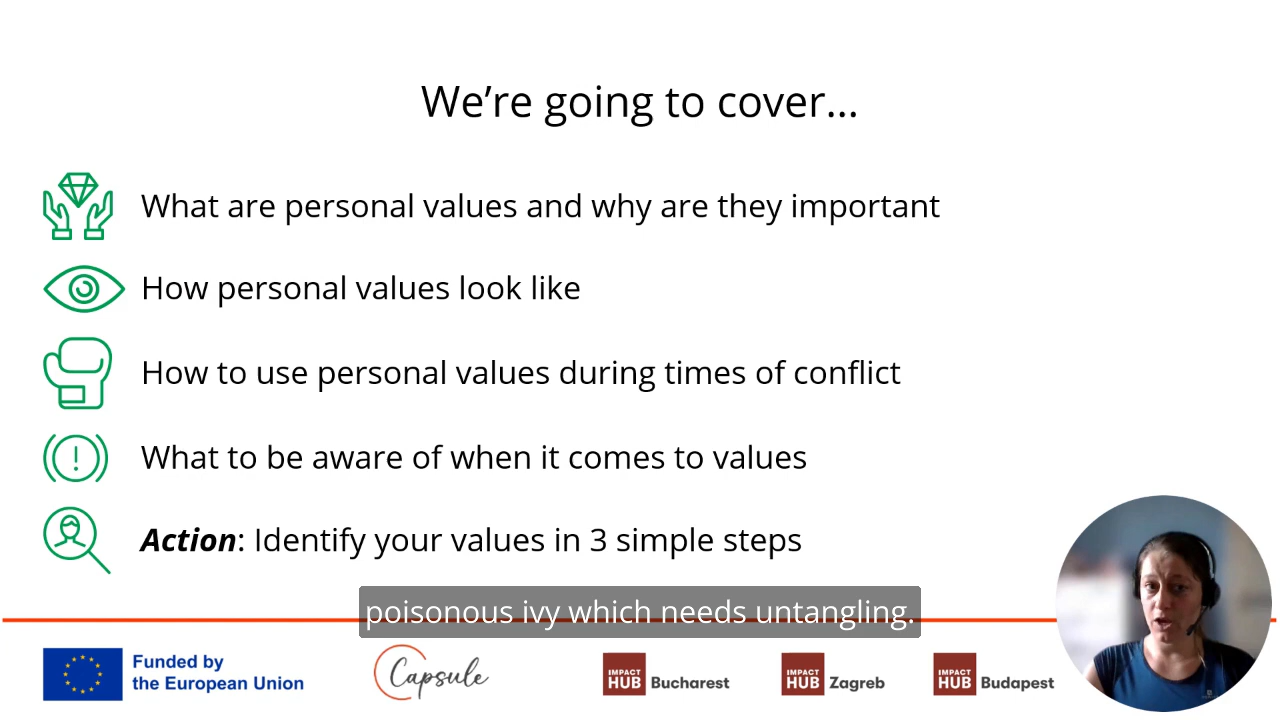 We're going to cover...
What are personal values and why are they important
How personal values look like
How to use personal values during times of conflict
What to be aware of when it comes to values
Action: Identify your values in 3 simple steps
poisonous ivy which needs untangling.
Funded by
the European Union
Capsule
IMPACT
HUB Bucharest
IMPACT
HUB Zagreb
IMPACT
HUB Budapest